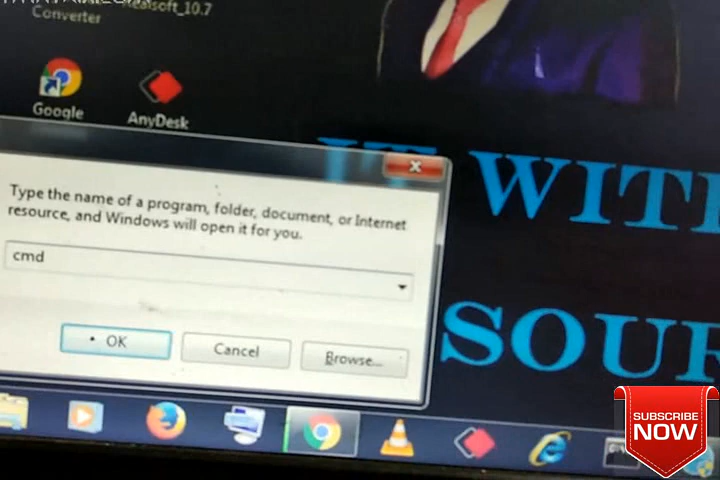 Converter
Google
AnyDesk
Type the name of a program, folder, document, or Internet
resource, and Windows will open it for you.
cmd
OK
Cancel
Browse...
IT WITH
SOUR
SUBSCRIBE
NOW